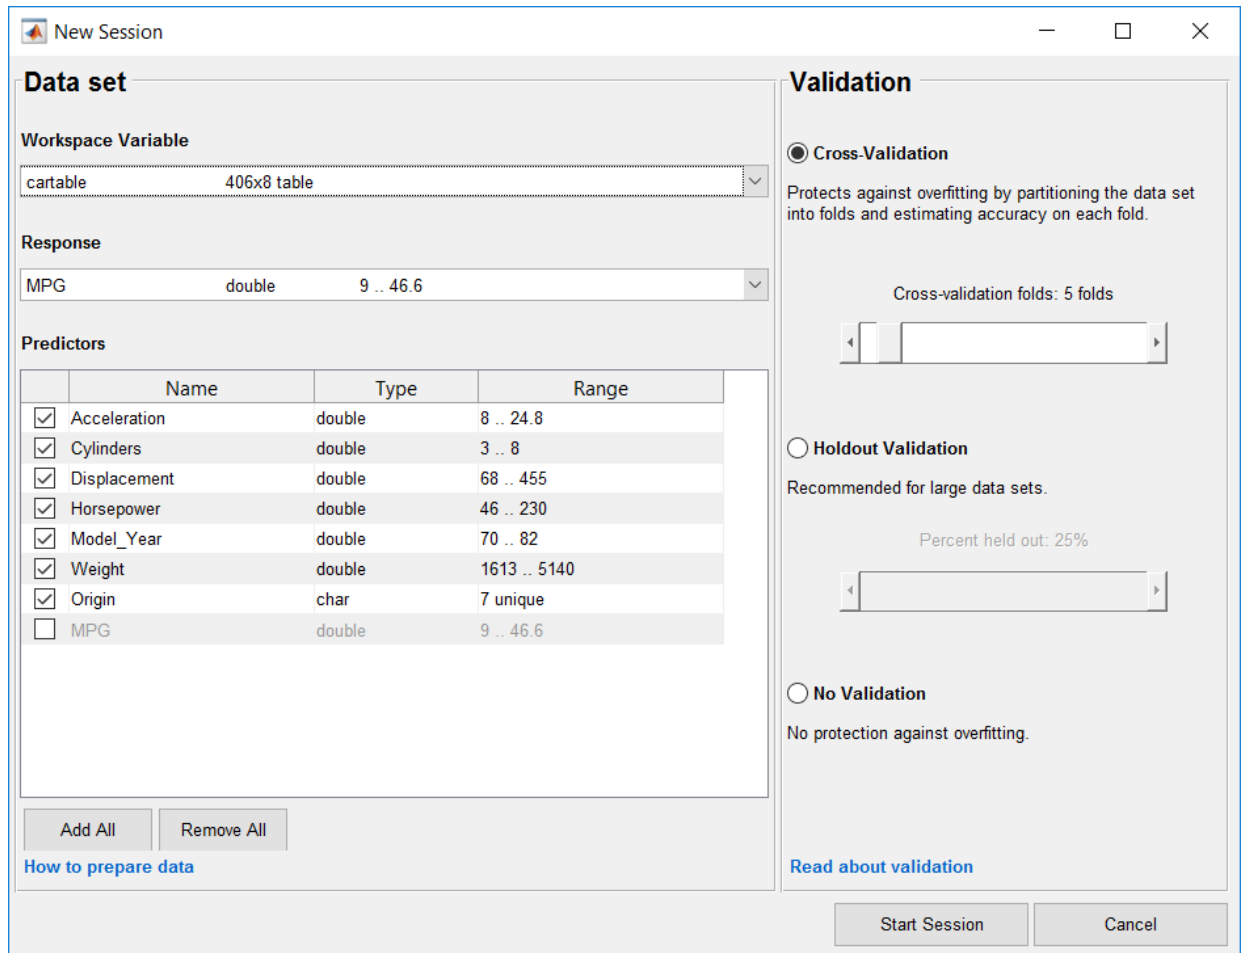 New Session
Data set
Workspace Variable
cartable 406x8 table
Response
MPG double 9 .. 46.6
Predictors
Name Type Range
Acceleration double 8 .. 24.8
Cylinders double 3 .. 8
Displacement double 68 .. 455
Horsepower double 46 .. 230
Model_Year double 70 .. 82
Weight double 1613 .. 5140
Origin char 7 unique
MPG double 9 .. 46.6
Add All Remove All
How to prepare data
Validation
Cross-Validation
Protects against overfitting by partitioning the data set
into folds and estimating accuracy on each fold.
Cross-validation folds: 5 folds
Holdout Validation
Recommended for large data sets.
Percent held out: 25%
No Validation
No protection against overfitting.
Read about validation
Start Session Cancel